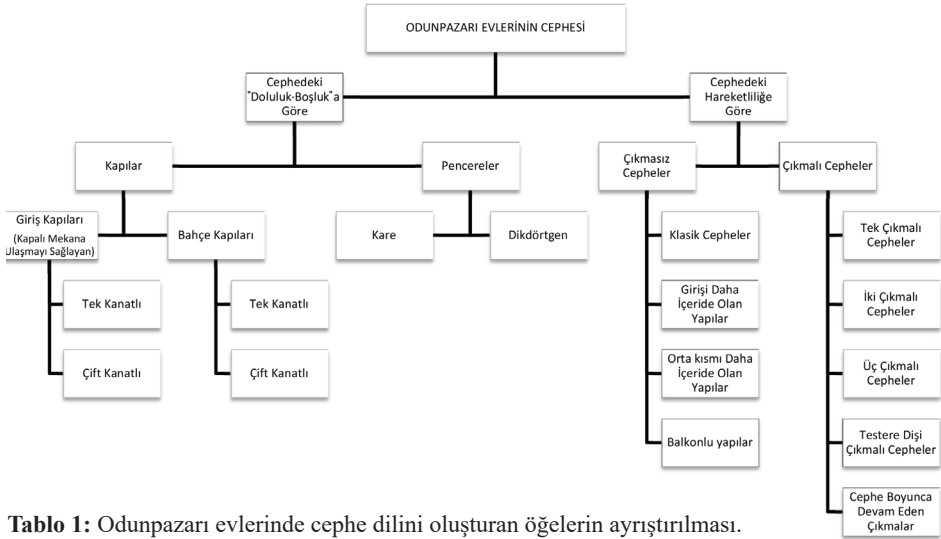 ODUNPAZARI EVLERİNİN CEPHESİ
Cephedeki
"Doluluk-Boşluk"a
Göre
Cephedeki
Hareketliliğe
Göre
Kapılar
Pencereler
Çıkmasız
Cepheler
Çıkmalı Cepheler
Giriş Kapıları
(Kapalı Mekana
Ulaşmayı Sağlayan)
Bahçe Kapıları
Kare
Dikdörtgen
Klasik Cepheler
Tek Çıkmalı
Cepheler
Tek Kanatlı
Tek Kanatlı
Girişi Daha
İçeride Olan
Yapılar
İki Çıkmalı
Cepheler
Çift Kanatlı
Çift Kanatlı
Orta kısmı Daha
İçeride Olan
Yapılar
Üç Çıkmalı
Cepheler
Balkonlu yapılar
Testere Dişi
Çıkmalı Cepheler
Cephe Boyunca
Devam Eden
Çıkmalar
Tablo 1: Odunpazarı evlerinde cephe dilini oluşturan öğelerin ayrıştırılması.